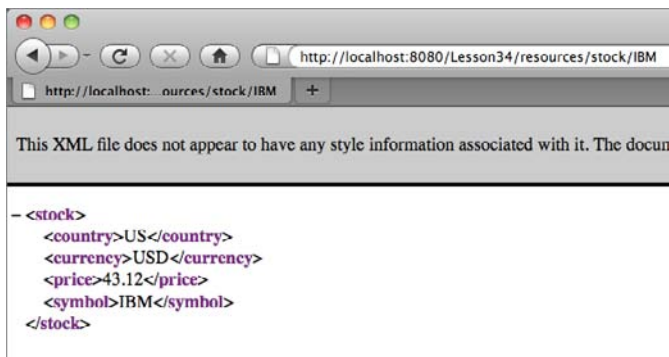 http://localhost:8080/Lesson34/resources/stock/IBM
http://localhost:...ources/stock/IBM
+
This XML file does not appear to have any style information associated with it. The
– <stock>
<country>US</country>
<currency>USD</currency>
<price>43.12</price>
<symbol>IBM</symbol>
</stock>